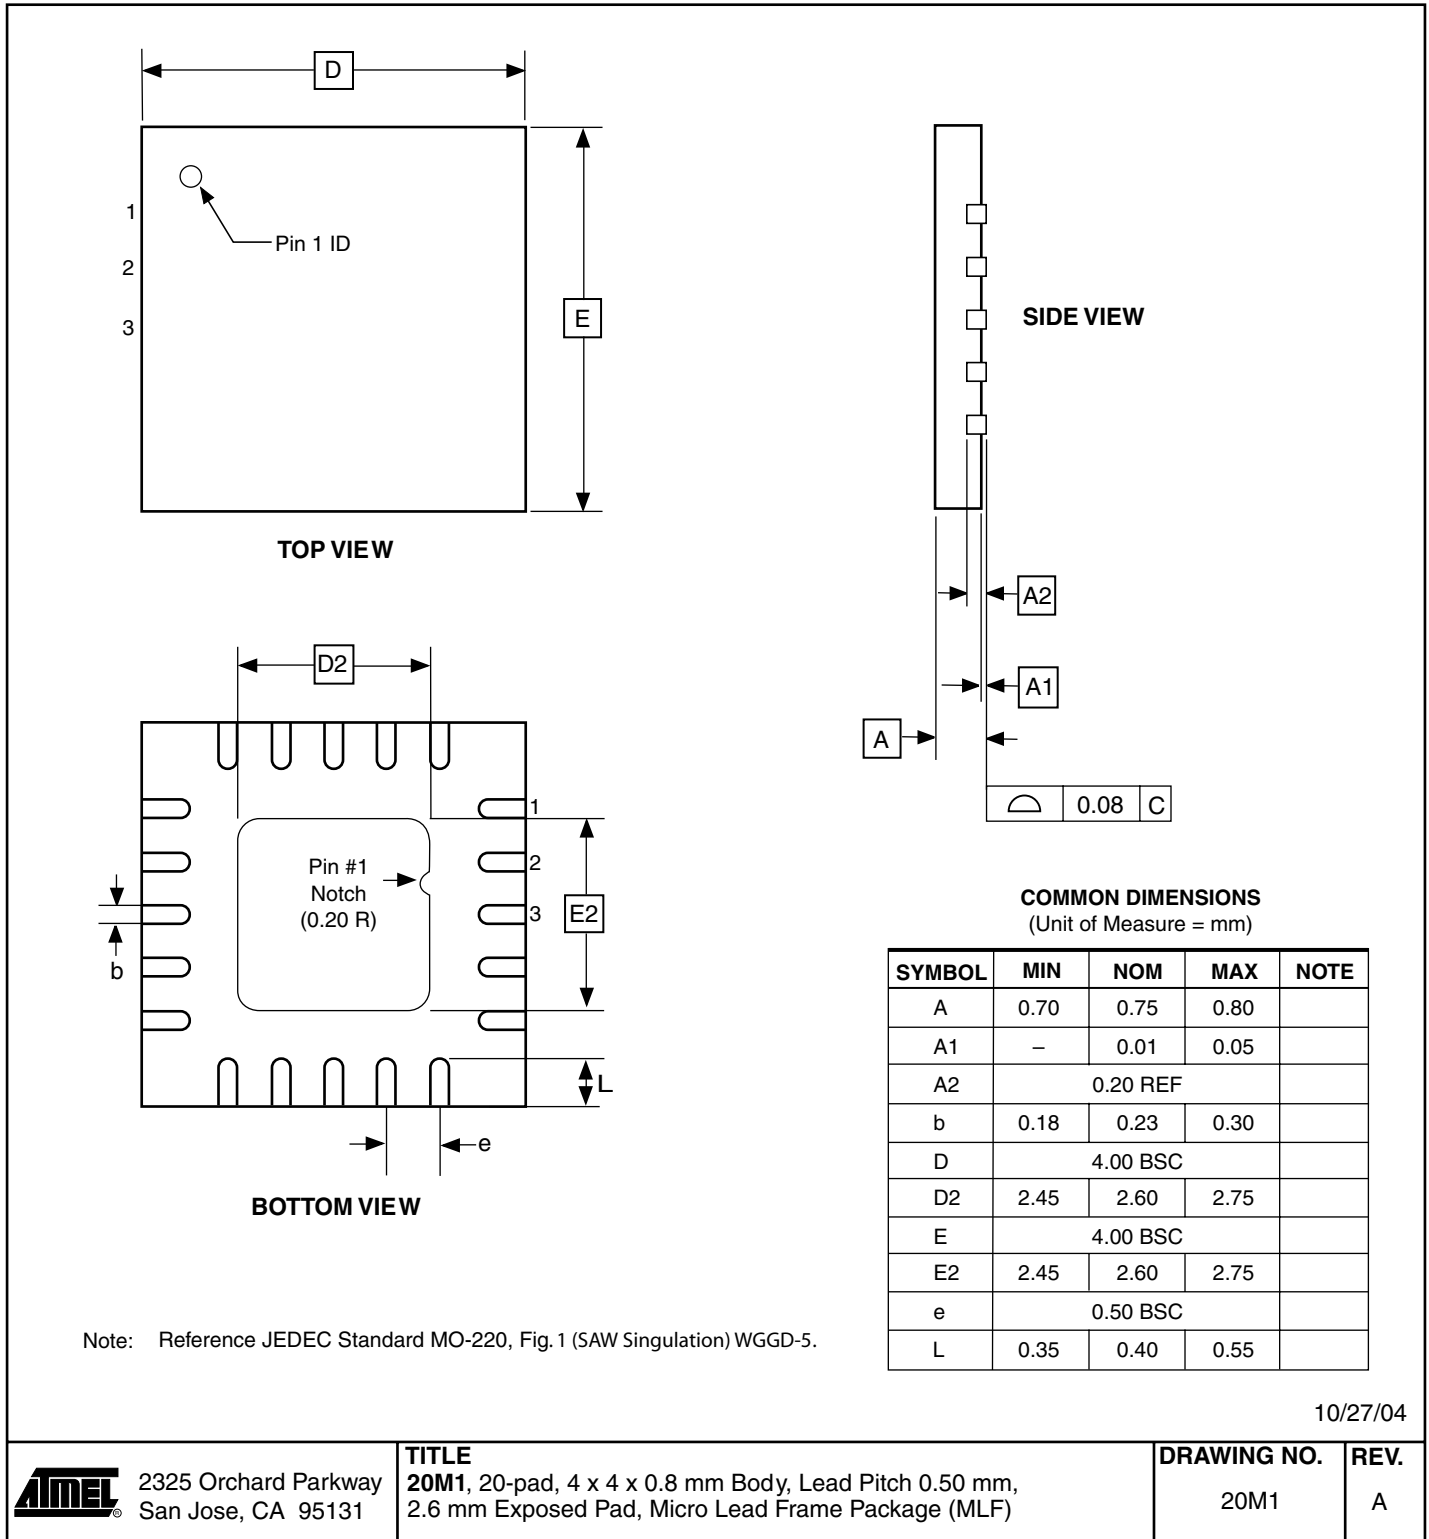 D
1
2
3
Pin 1 ID
E
TOP VIEW
SIDE VIEW
A2
A1
A
0.08 C
D2
1
2
3
Pin #1
Notch
(0.20 R)
E2
b
L
e
BOTTOM VIEW
COMMON DIMENSIONS
(Unit of Measure = mm)
SYMBOL MIN NOM MAX NOTE
A 0.70 0.75 0.80
A1 – 0.01 0.05
A2 0.20 REF
b 0.18 0.23 0.30
D 4.00 BSC
D2 2.45 2.60 2.75
E 4.00 BSC
E2 2.45 2.60 2.75
e 0.50 BSC
L 0.35 0.40 0.55
Note: Reference JEDEC Standard MO-220, Fig. 1 (SAW Singulation) WGGD-5.
10/27/04
ATMEL ®
2325 Orchard Parkway
San Jose, CA 95131
TITLE
20M1, 20-pad, 4 x 4 x 0.8 mm Body, Lead Pitch 0.50 mm,
2.6 mm Exposed Pad, Micro Lead Frame Package (MLF)
DRAWING NO.
20M1
REV.
A